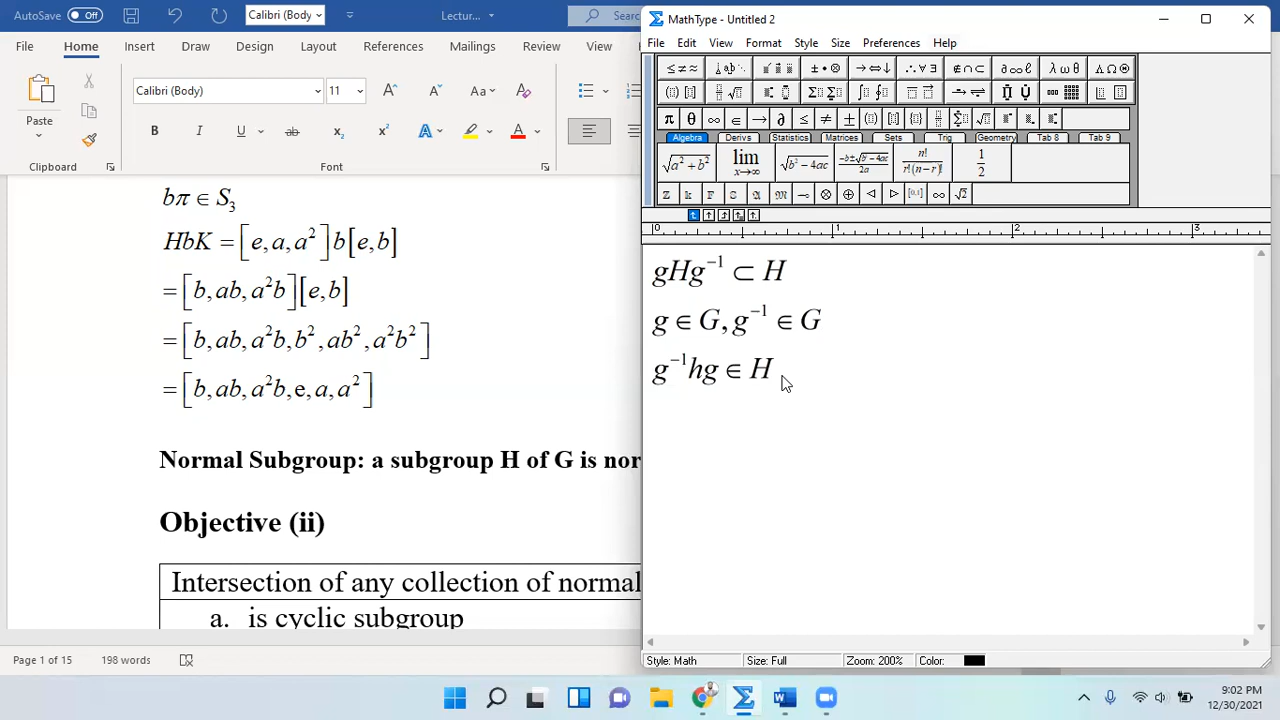 AutoSave Off Calibri (Body) Lectur...
File Home Insert Draw Design Layout References Mailings Review View
Paste Calibri (Body) 11 A A Aa A
B I U ab x₂ x² A A
Clipboard Font
bπ ∈ S₃
HbK = [e, a, a²] b[e, b]
= [b, ab, a²b][e, b]
= [b, ab, a²b, b², ab², a²b²]
= [b, ab, a²b, e, a, a²]
Normal Subgroup: a subgroup H of G is nor
Objective (ii)
Intersection of any collection of normal
a. is cyclic subgroup
Page 1 of 15 198 words
MathType - Untitled 2
File Edit View Format Style Size Preferences Help
Algebra Derivs Statistics Matrices Sets Trig Geometry Tab 8 Tab 9
0 1 2 3
gHg⁻¹ ⊂ H
g ∈ G, g⁻¹ ∈ G
g⁻¹hg ∈ H
Style: Math Size: Full Zoom: 200% Color:
9:02 PM
12/30/2021